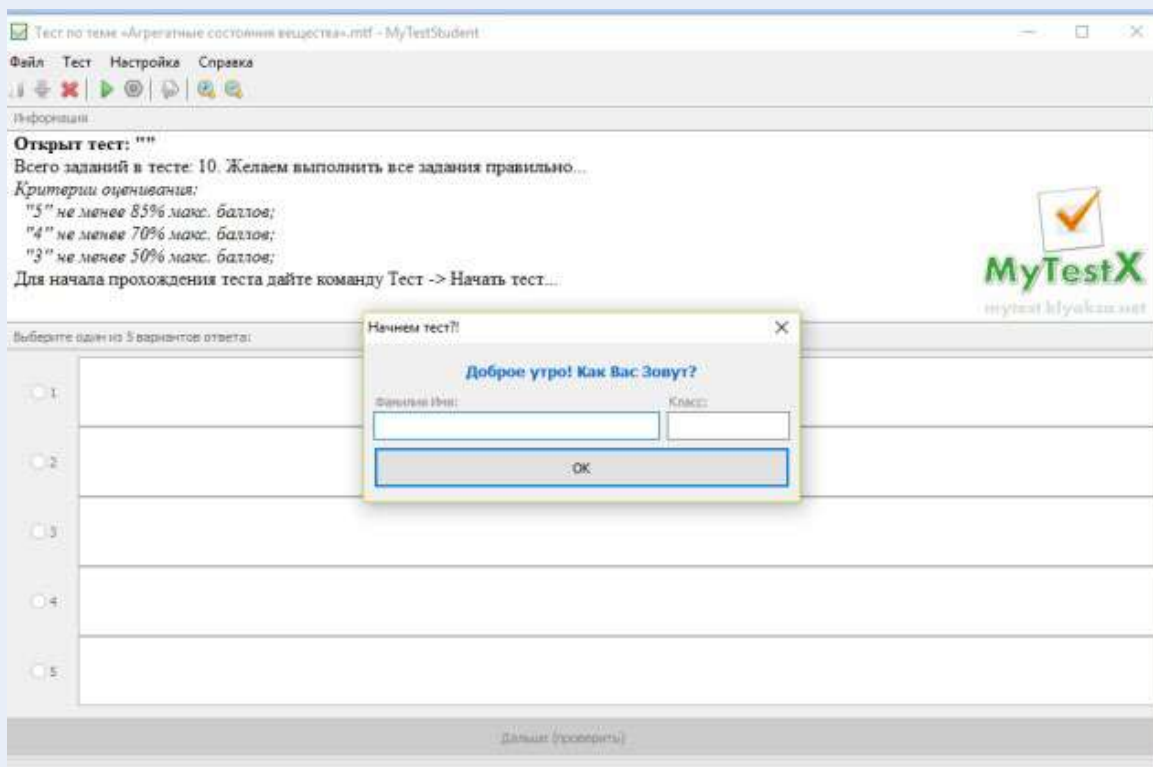 Тест по теме «Агрегатные состояния вещества».mtf - MyTestStudent
Файл Тест Настройка Справка
Информация
Открыт тест: ""
Всего заданий в тесте: 10. Желаем выполнить все задания правильно...
Критерии оценивания:
"5" не менее 85% макс. баллов;
"4" не менее 70% макс. баллов;
"3" не менее 50% макс. баллов;
Для начала прохождения теста дайте команду Тест -> Начать тест...
MyTestX
mytest.klyaksa.net
Выберите один из 5 вариантов ответа:
Начнем тест?!
Доброе утро! Как Вас Зовут?
Фамилия Имя: Класс:
OK
1
2
3
4
5
Дальше (проверить)